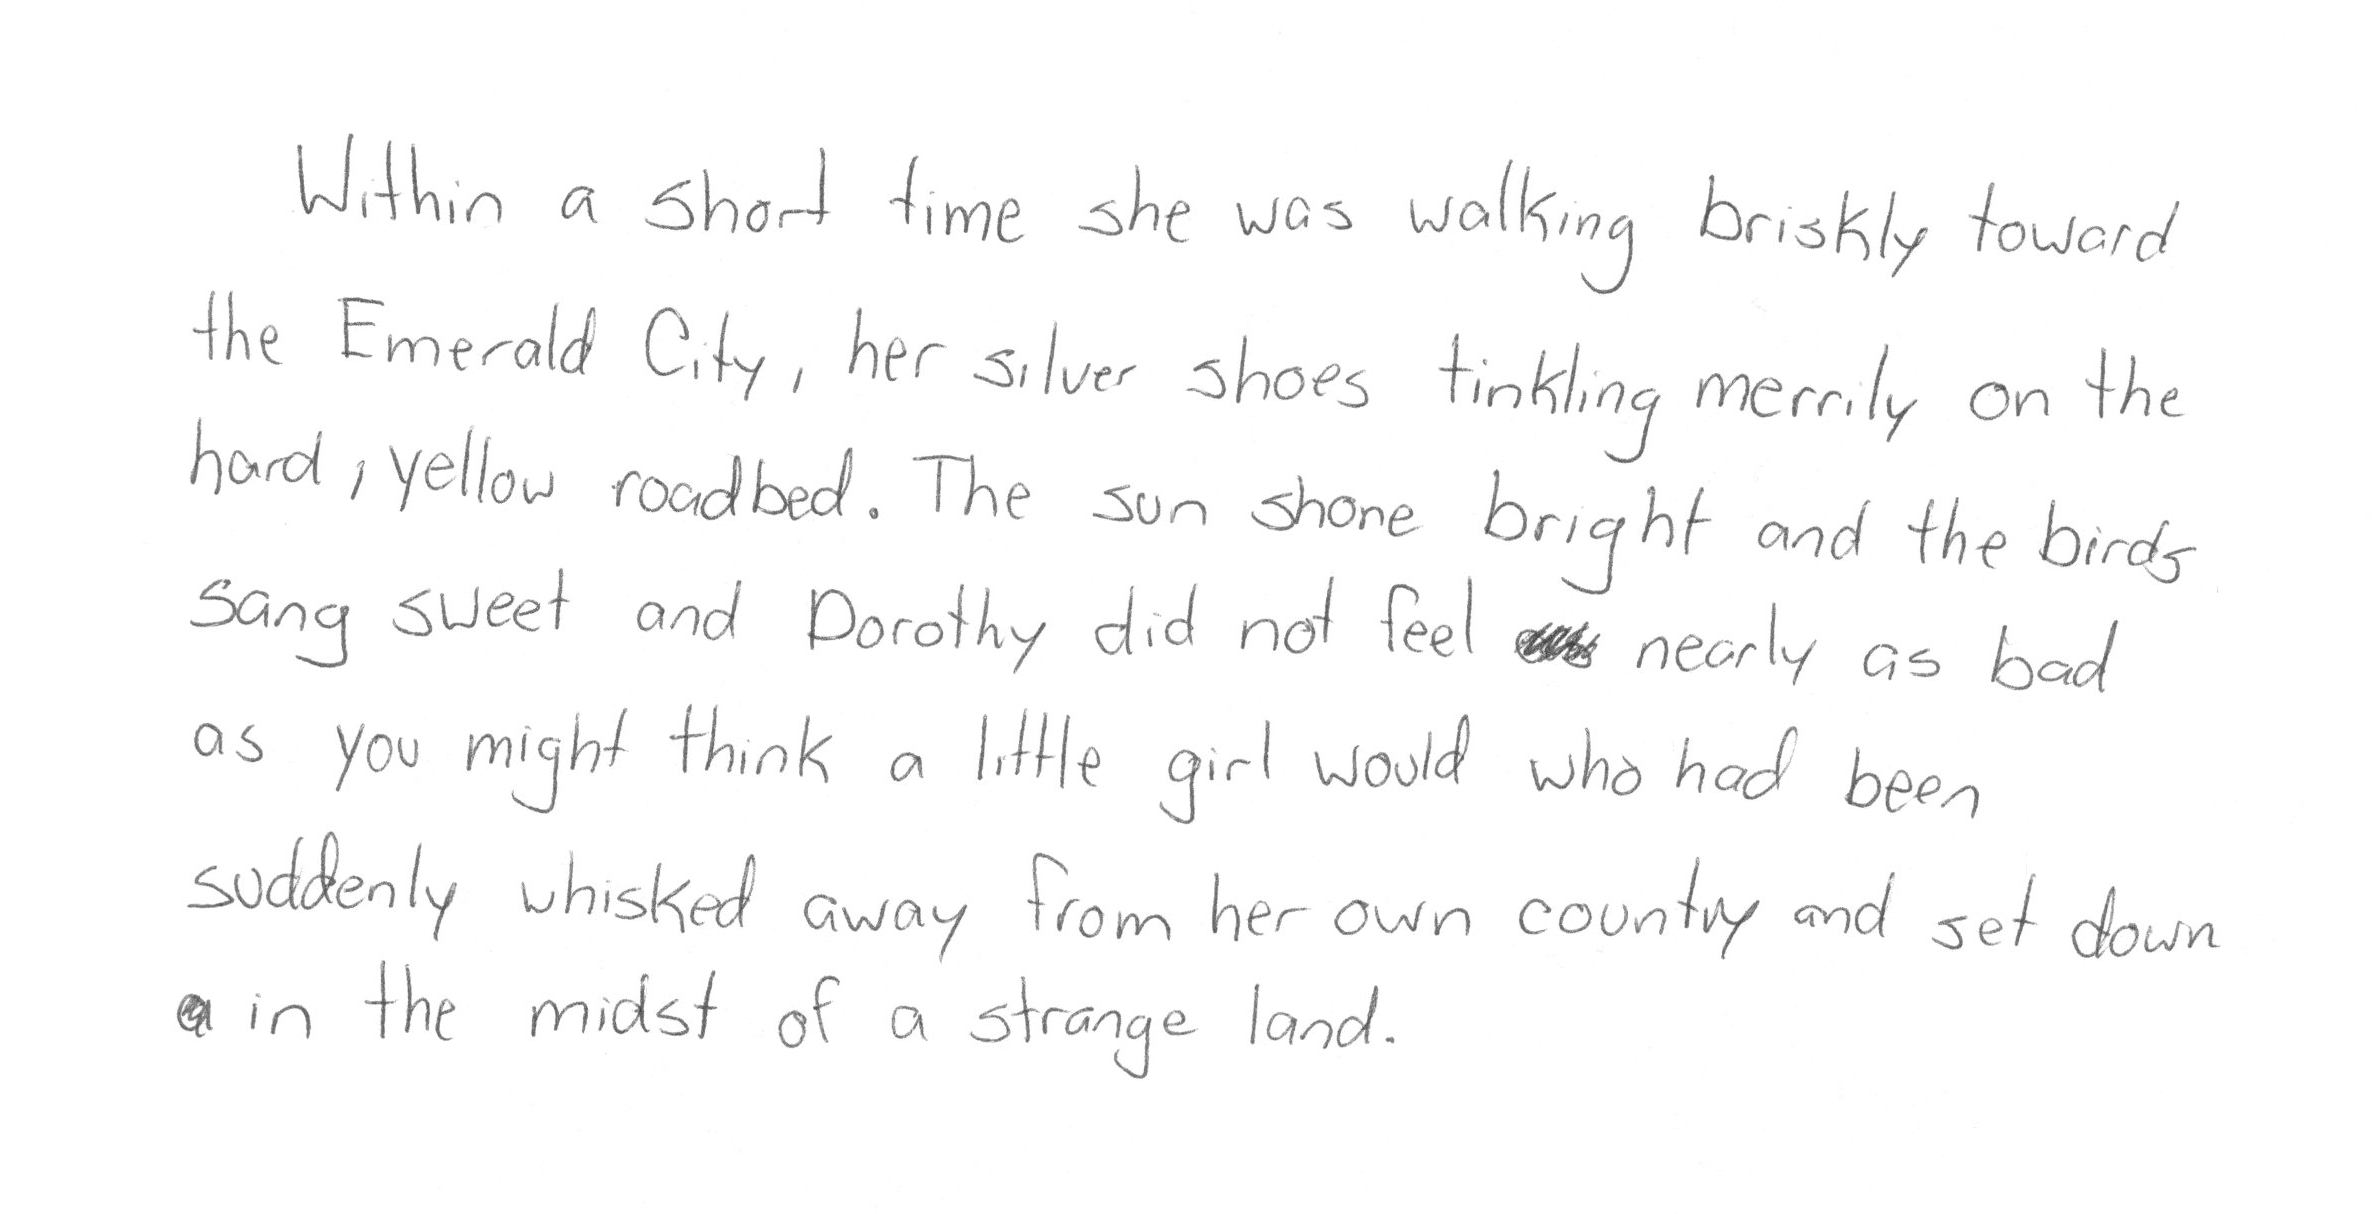 Within a short time she was walking briskly toward
the Emerald City, her silver shoes tinkling merrily on the
hard, yellow roadbed. The sun shone bright and the birds
sang sweet and Dorothy did not feel nearly as bad
as you might think a little girl would who had been
suddenly whisked away from her own country and set down
in the midst of a strange land.